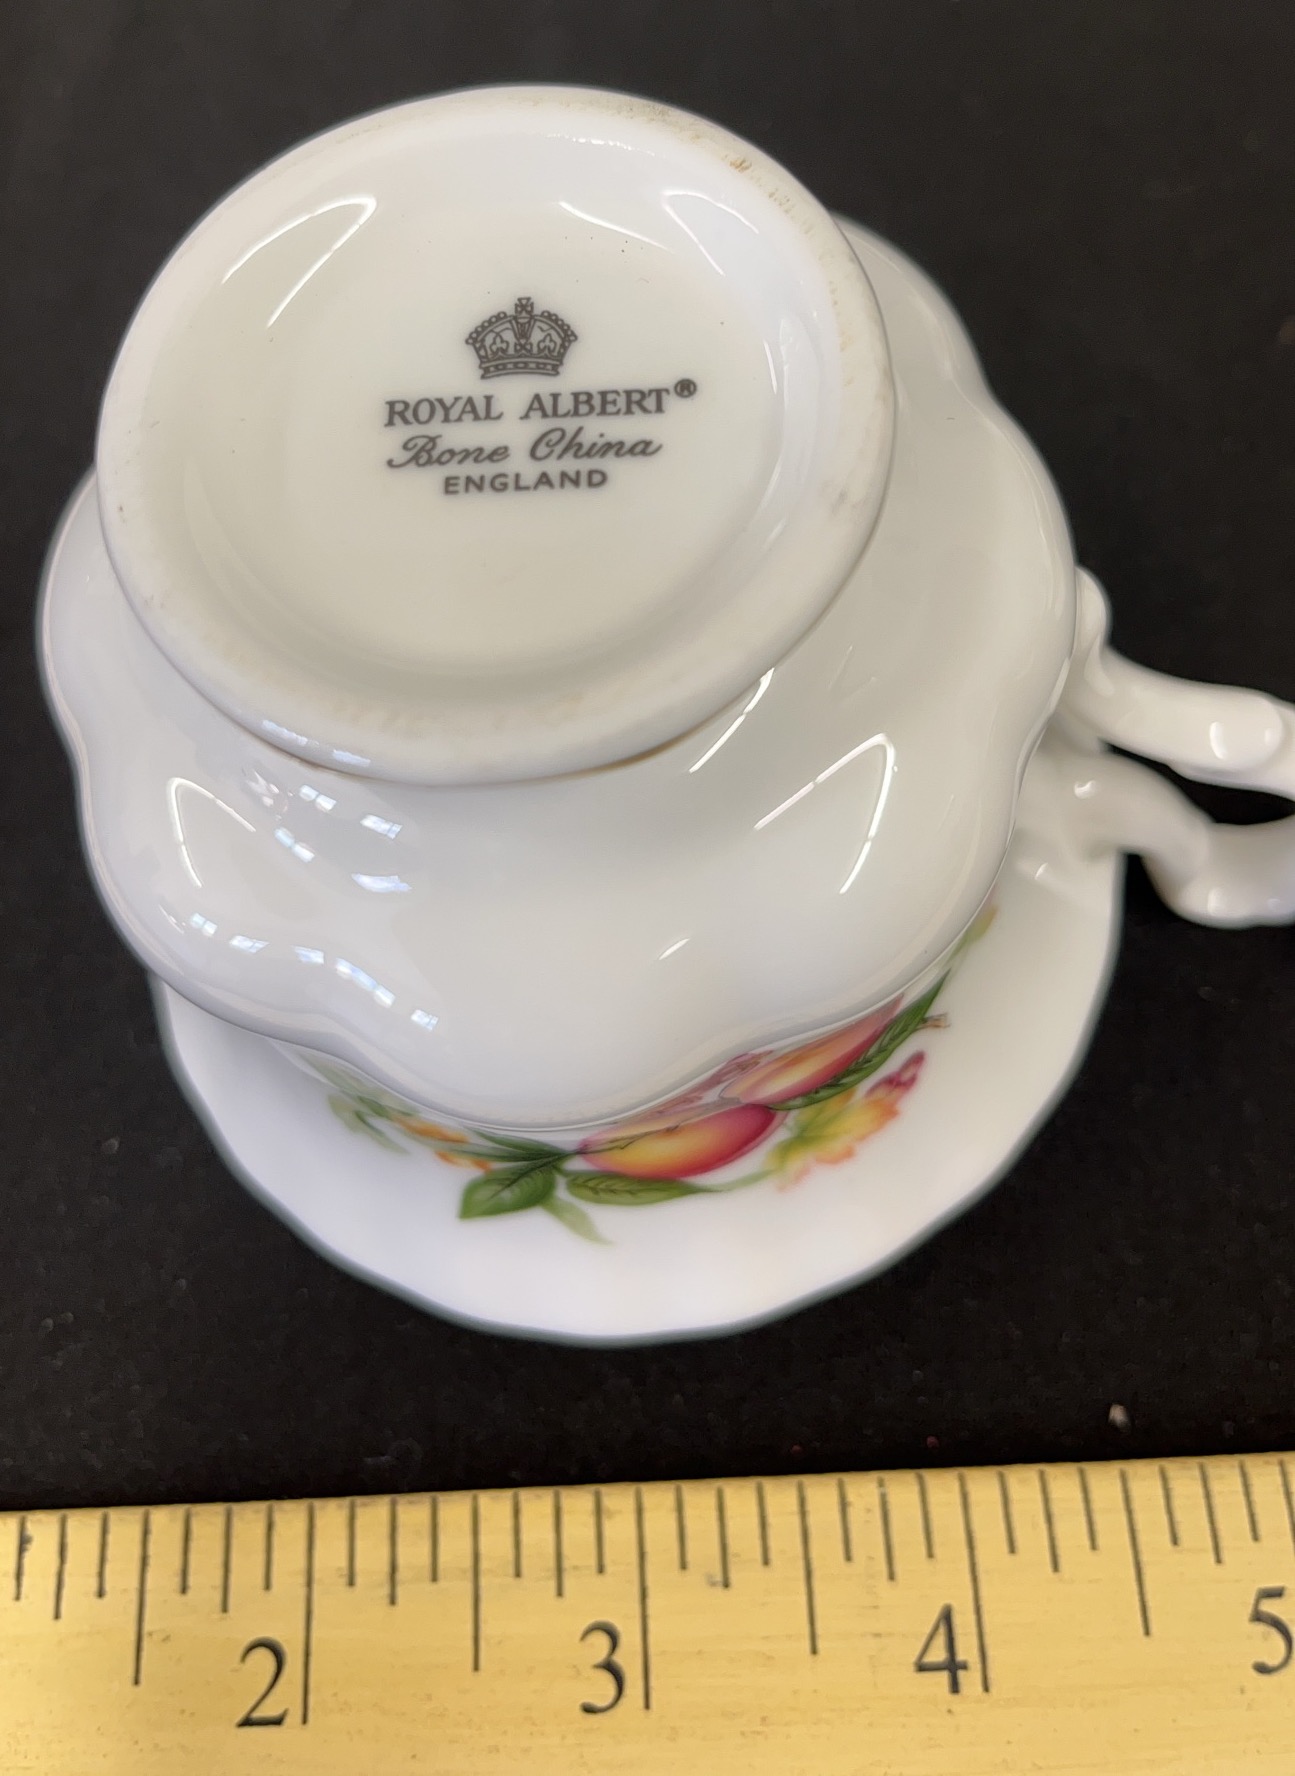 ROYAL ALBERT®
Bone China
ENGLAND
2 3 4 5